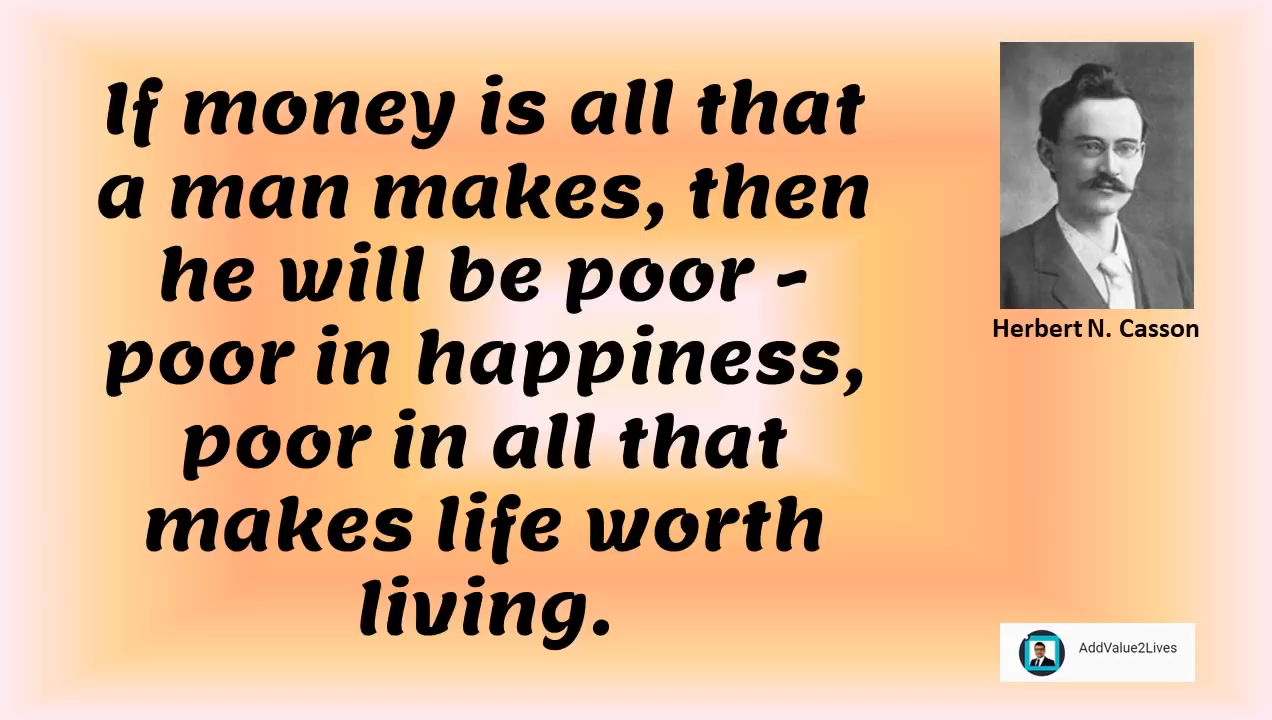 If money is all that
a man makes, then
he will be poor -
poor in happiness,
poor in all that
makes life worth
living.
Herbert N. Casson
AddValue2Lives